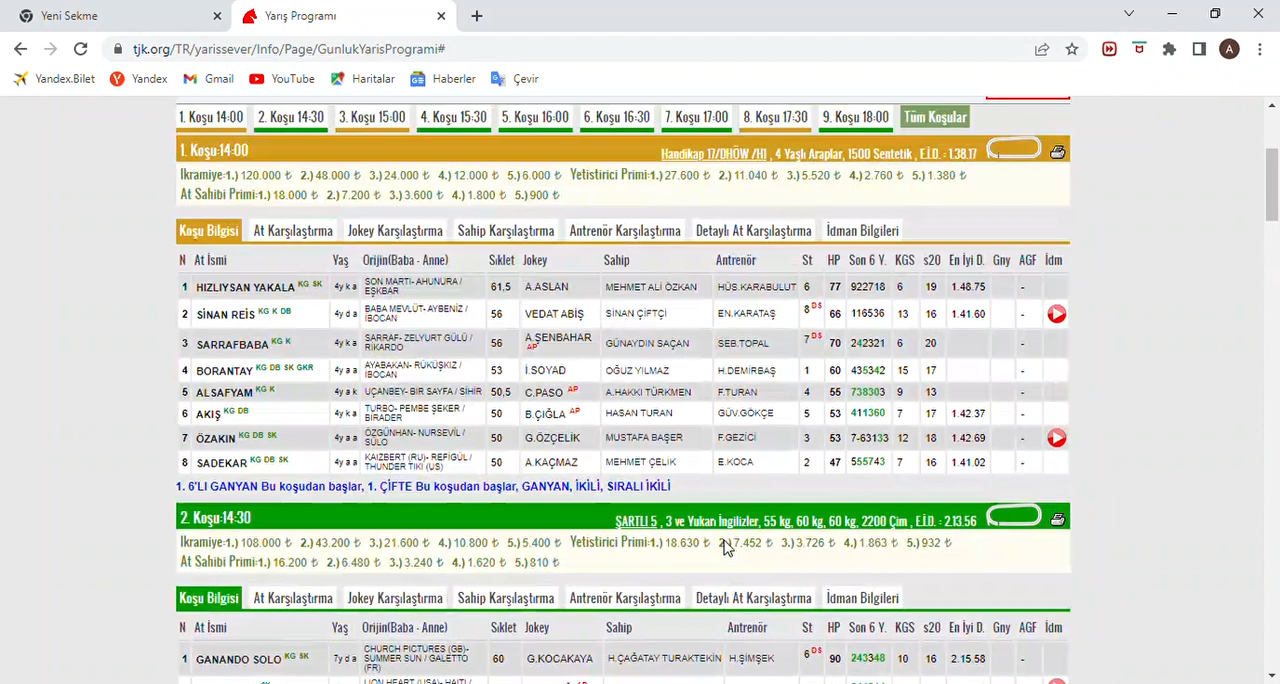 Yeni Sekme
Yarış Programı
tjk.org/TR/yarissever/Info/Page/GunlukYarisProgrami#
A
Yandex.Bilet Yandex Gmail YouTube Haritalar Haberler Çevir
1. Koşu 14:00 2. Koşu 14:30 3. Koşu 15:00 4. Koşu 15:30 5. Koşu 16:00 6. Koşu 16:30 7. Koşu 17:00 8. Koşu 17:30 9. Koşu 18:00 Tüm Koşular
1. Koşu:14:00 Handikap 17/DHÖW /H1 , 4 Yaşlı Araplar, 1500 Sentetik , E.İ.D. : 1.38.17
Ikramiye:1.) 120.000 ₺ 2.) 48.000 ₺ 3.) 24.000 ₺ 4.) 12.000 ₺ 5.) 6.000 ₺ Yetistirici Primi:1.) 27.600 ₺ 2.) 11.040 ₺ 3.) 5.520 ₺ 4.) 2.760 ₺ 5.) 1.380 ₺
At Sahibi Primi:1.) 18.000 ₺ 2.) 7.200 ₺ 3.) 3.600 ₺ 4.) 1.800 ₺ 5.) 900 ₺
Koşu Bilgisi At Karşılaştırma Jokey Karşılaştırma Sahip Karşılaştırma Antrenör Karşılaştırma Detaylı At Karşılaştırma İdman Bilgileri
N At İsmi Yaş Orijin(Baba - Anne) Sıklet Jokey Sahip Antrenör St HP Son 6 Y. KGS s20 En İyi D. Gny AGF İdm
1 HIZLIYSAN YAKALA KG SK 4y k a SON MARTI- AHUNURA / EŞKBAR 61,5 A.ASLAN MEHMET ALİ ÖZKAN HÜS.KARABULUT 6 77 922718 6 19 1.48.75 -
2 SİNAN REİS KG K DB 4y d a BABA MEVLÜT- AYBENİZ / İBOCAN 56 VEDAT ABİŞ SİNAN ÇİFTÇİ EN.KARATAŞ 8 DS 66 116536 13 16 1.41.60 -
3 SARRAFBABA KG K 4y k a SARRAF- ZELYURT GÜLÜ / RİKARDO 56 A.ŞENBAHAR AP GÜNAYDIN SAÇAN SEB.TOPAL 7 DS 70 242321 6 20 -
4 BORANTAY KG DB SK GKR 4y d a AYABAKAN- RÜKÜŞKIZ / İBOCAN 53 İ.SOYAD OĞUZ YILMAZ H.DEMİRBAŞ 1 60 435342 15 17 -
5 ALSAFYAM KG K 4y a k UÇANBEY- BİR SAYFA / SİHİR 50,5 C.PASO AP A.HAKKI TÜRKMEN F.TURAN 4 55 738303 9 13 -
6 AKIŞ KG DB 4y k a TURBO- PEMBE ŞEKER / BİRADER 50 B.ÇIĞLA AP HASAN TURAN GÜV.GÖKÇE 5 53 411360 7 17 1.42.37 -
7 ÖZAKIN KG DB SK 4y a a ÖZGÜNHAN- NURSEVİL / SÜLO 50 G.ÖZÇELİK MUSTAFA BAŞER F.GEZİCİ 3 53 7-63133 12 18 1.42.69 -
8 SADEKAR KG DB SK 4y a a KAIZBERT (RU)- REFİGÜL / THUNDER TIKI (US) 50 A.KAÇMAZ MEHMET ÇELİK E.KOCA 2 47 555743 7 16 1.41.02 -
1. 6'LI GANYAN Bu koşudan başlar, 1. ÇİFTE Bu koşudan başlar, GANYAN, İKİLİ, SIRALI İKİLİ
2. Koşu:14:30 ŞARTLI 5 , 3 ve Yukarı İngilizler, 55 kg, 60 kg, 60 kg, 2200 Çim , E.İ.D. : 2.13.56
Ikramiye:1.) 108.000 ₺ 2.) 43.200 ₺ 3.) 21.600 ₺ 4.) 10.800 ₺ 5.) 5.400 ₺ Yetistirici Primi:1.) 18.630 ₺ 7.452 ₺ 3.) 3.726 ₺ 4.) 1.863 ₺ 5.) 932 ₺
At Sahibi Primi:1.) 16.200 ₺ 2.) 6.480 ₺ 3.) 3.240 ₺ 4.) 1.620 ₺ 5.) 810 ₺
Koşu Bilgisi At Karşılaştırma Jokey Karşılaştırma Sahip Karşılaştırma Antrenör Karşılaştırma Detaylı At Karşılaştırma İdman Bilgileri
N At İsmi Yaş Orijin(Baba - Anne) Sıklet Jokey Sahip Antrenör St HP Son 6 Y. KGS s20 En İyi D. Gny AGF İdm
1 GANANDO SOLO KG SK 7y d a CHURCH PICTURES (GB)- SUMMER SUN / GALETTO (FR) 60 G.KOCAKAYA H.ÇAĞATAY TURAKTEKİN H.ŞİMŞEK 6 DS 90 243348 10 16 2.15.58 -
LION HEART (USA)- HAITI /